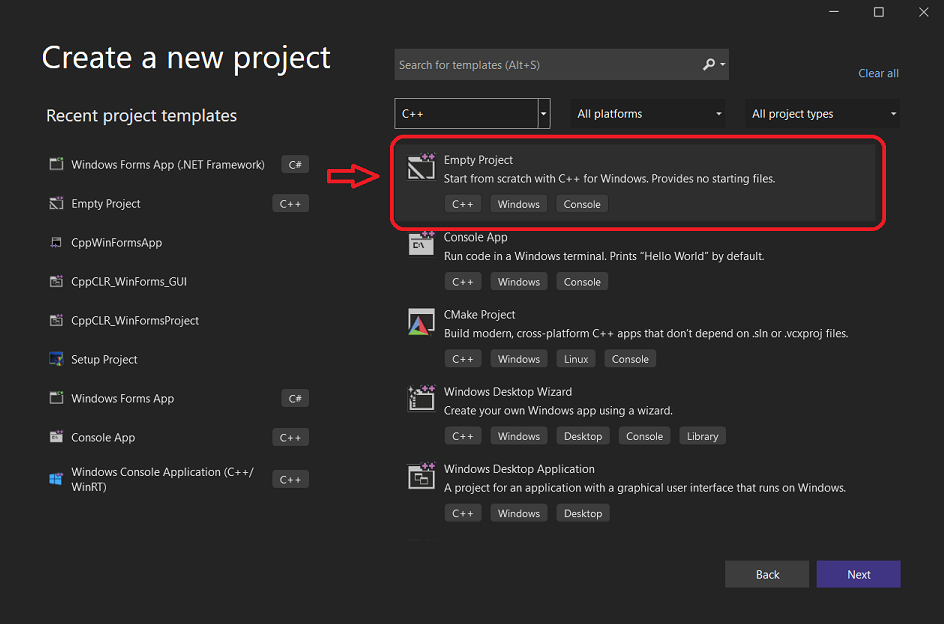 Create a new project
Search for templates (Alt+S)
Clear all
Recent project templates
C++
All platforms
All project types
Windows Forms App (.NET Framework)
C#
Empty Project
C++
CppWinFormsApp
CppCLR_WinForms_GUI
CppCLR_WinFormsProject
Setup Project
Windows Forms App
C#
Console App
C++
Windows Console Application (C++/
WinRT)
C++
Empty Project
Start from scratch with C++ for Windows. Provides no starting files.
C++ Windows Console
Console App
Run code in a Windows terminal. Prints "Hello World" by default.
C++ Windows Console
CMake Project
Build modern, cross-platform C++ apps that don't depend on .sln or .vcxproj files.
C++ Windows Linux Console
Windows Desktop Wizard
Create your own Windows app using a wizard.
C++ Windows Desktop Console Library
Windows Desktop Application
A project for an application with a graphical user interface that runs on Windows.
C++ Windows Desktop
Back
Next